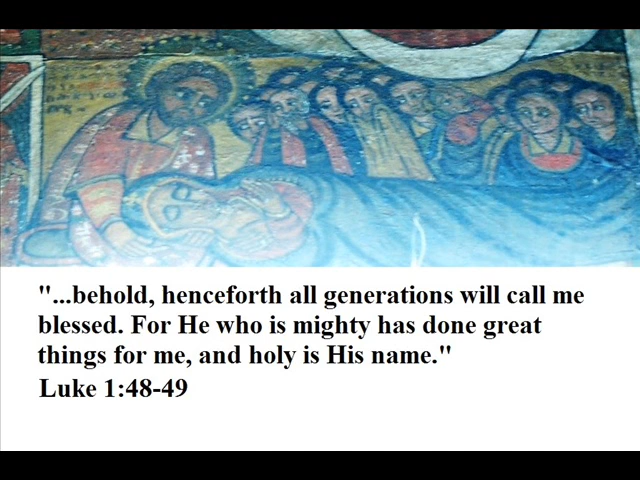 "...behold, henceforth all generations will call me
blessed. For He who is mighty has done great
things for me, and holy is His name."
Luke 1:48-49